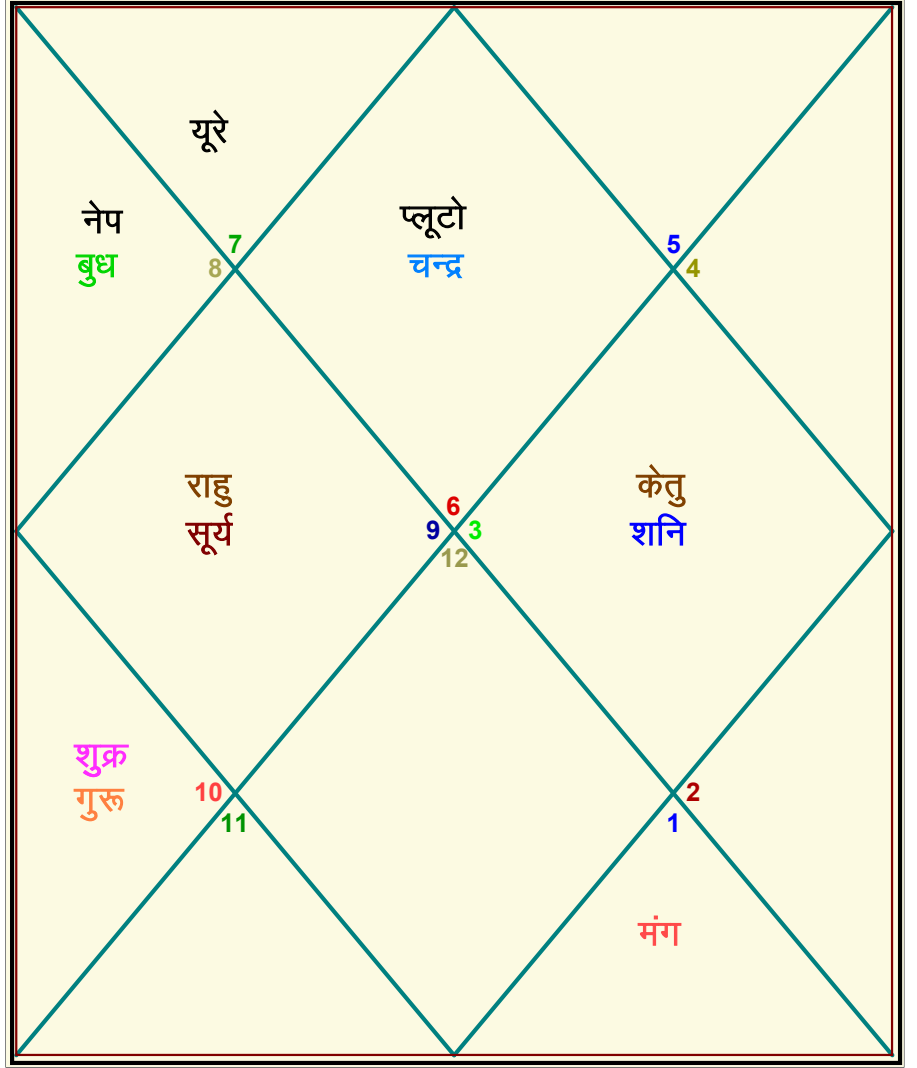 यूरे
नेप
बुध
प्लूटो
चन्द्र
7
8
5
4
राहु
सूर्य
केतु
शनि
6
9 3
12
शुक्र
गुरू
10
11
2
1
मंग